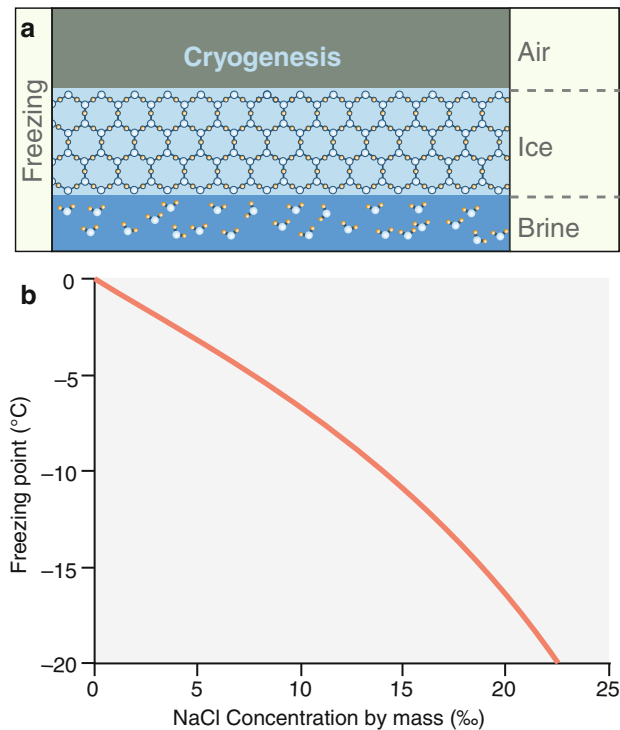 a
Freezing
Cryogenesis
Air
Ice
Brine
b
Freezing point (°C)
0
–5
–10
–15
–20
0 5 10 15 20 25
NaCl Concentration by mass (‰)